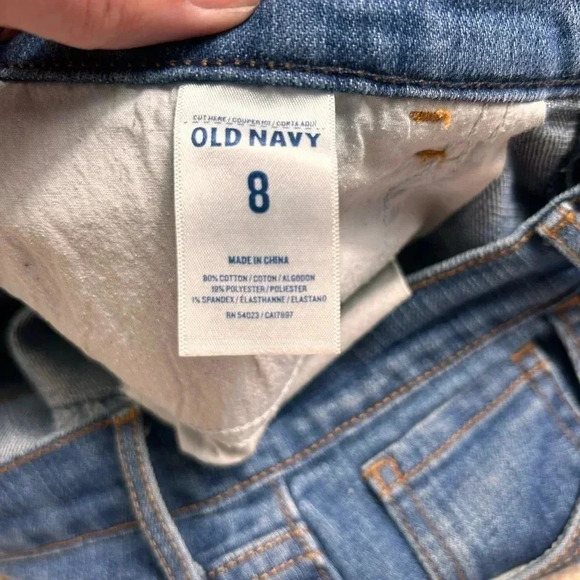 CUT HERE / COUPER ICI / CORTA AQUÍ
OLD NAVY
8
MADE IN CHINA
80% COTTON / COTON / ALGODON
19% POLYESTER / POLIESTER
1% SPANDEX / ÉLASTHANNE / ELASTANO
RN 54023 / CA17897